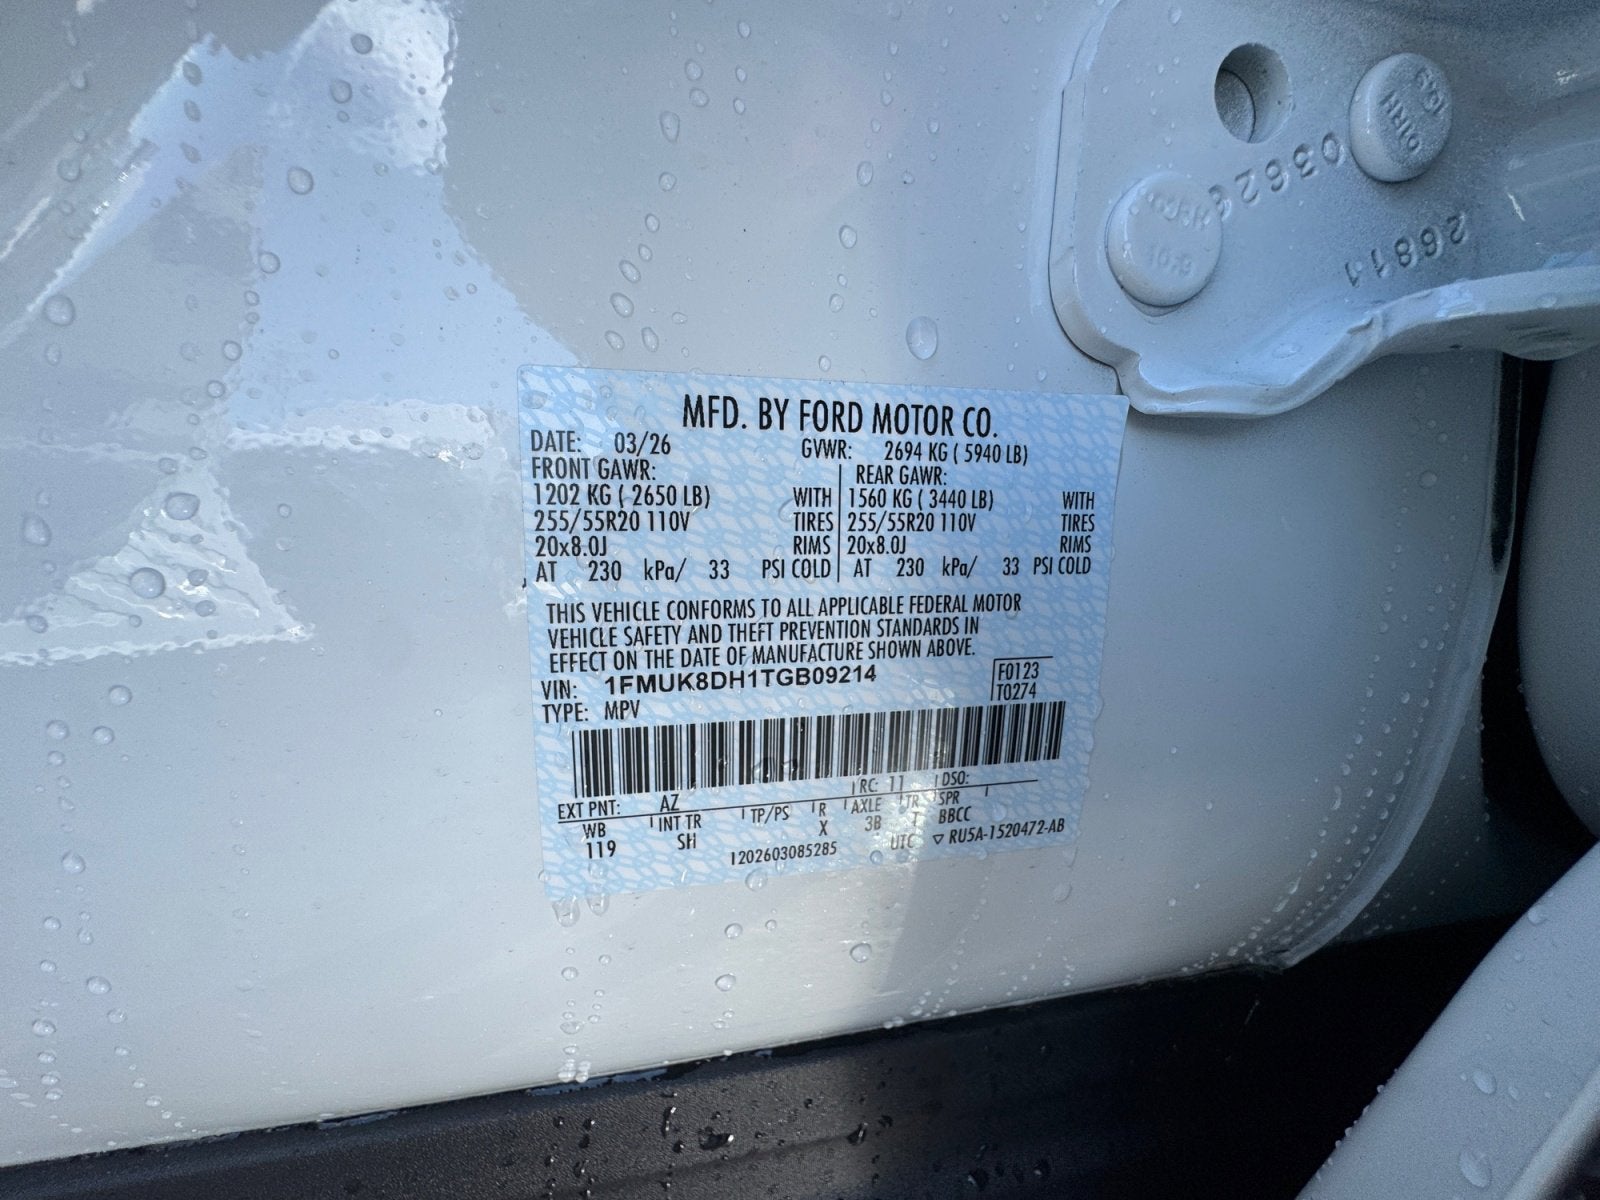 03626
26811
MFD. BY FORD MOTOR CO.
DATE: 03/26 GVWR: 2694 KG ( 5940 LB)
FRONT GAWR: REAR GAWR:
1202 KG ( 2650 LB) WITH 1560 KG ( 3440 LB) WITH
255/55R20 110V TIRES 255/55R20 110V TIRES
20x8.0J RIMS 20x8.0J RIMS
AT 230 kPa/ 33 PSI COLD AT 230 kPa/ 33 PSI COLD
THIS VEHICLE CONFORMS TO ALL APPLICABLE FEDERAL MOTOR
VEHICLE SAFETY AND THEFT PREVENTION STANDARDS IN
EFFECT ON THE DATE OF MANUFACTURE SHOWN ABOVE.
VIN: 1FMUK8DH1TGB09214 F0123
TYPE: MPV T0274
EXT PNT: AZ RC: 11 DSO:
WB INT TR TP/PS R AXLE TR SPR
119 SH X 3B T BBCC
1202603085285 UTC ▽ RU5A-1520472-AB